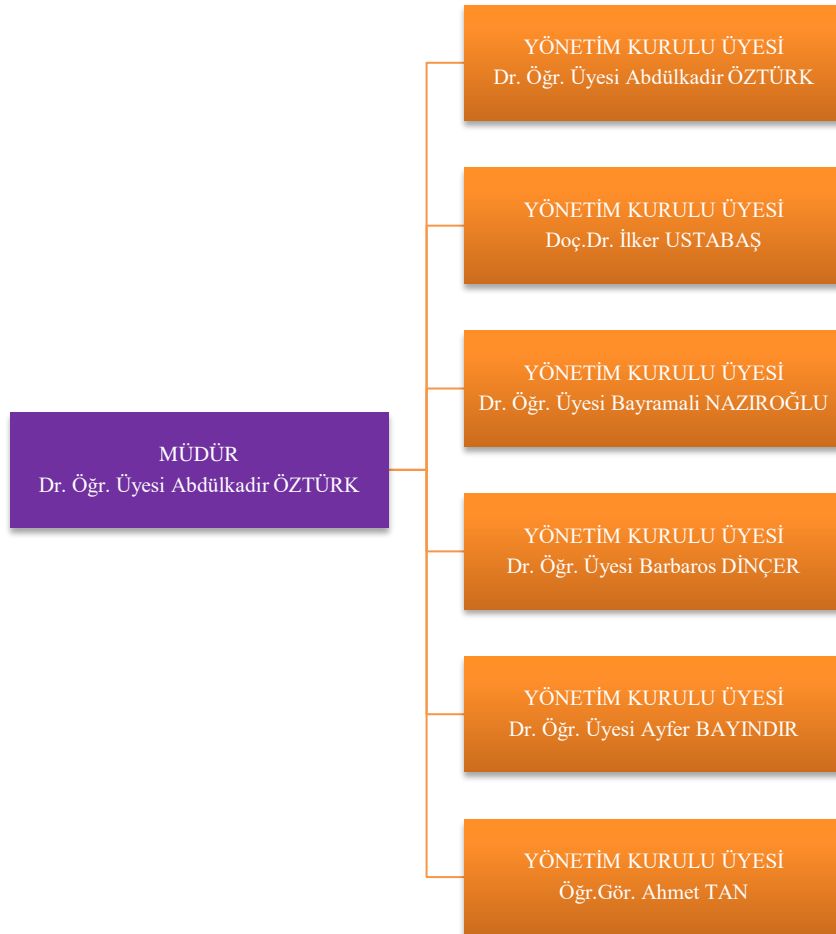 YÖNETİM KURULU ÜYESİ
Dr. Öğr. Üyesi Abdülkadir ÖZTÜRK
YÖNETİM KURULU ÜYESİ
Doç.Dr. İlker USTABAŞ
YÖNETİM KURULU ÜYESİ
Dr. Öğr. Üyesi Bayramali NAZIROĞLU
MÜDÜR
Dr. Öğr. Üyesi Abdülkadir ÖZTÜRK
YÖNETİM KURULU ÜYESİ
Dr. Öğr. Üyesi Barbaros DİNÇER
YÖNETİM KURULU ÜYESİ
Dr. Öğr. Üyesi Ayfer BAYINDIR
YÖNETİM KURULU ÜYESİ
Öğr.Gör. Ahmet TAN